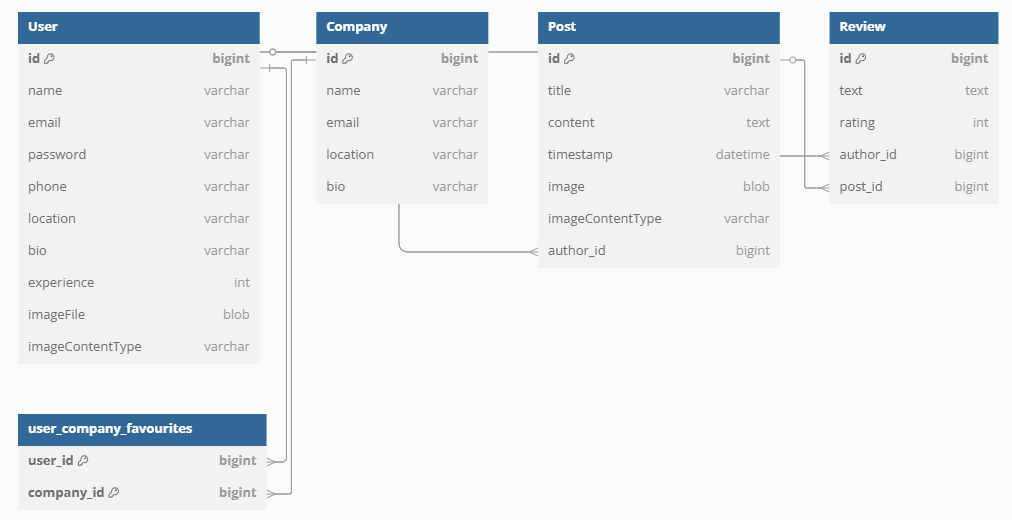 User
id bigint
name varchar
email varchar
password varchar
phone varchar
location varchar
bio varchar
experience int
imageFile blob
imageContentType varchar
Company
id bigint
name varchar
email varchar
location varchar
bio varchar
Post
id bigint
title varchar
content text
timestamp datetime
image blob
imageContentType varchar
author_id bigint
Review
id bigint
text text
rating int
author_id bigint
post_id bigint
user_company_favourites
user_id bigint
company_id bigint